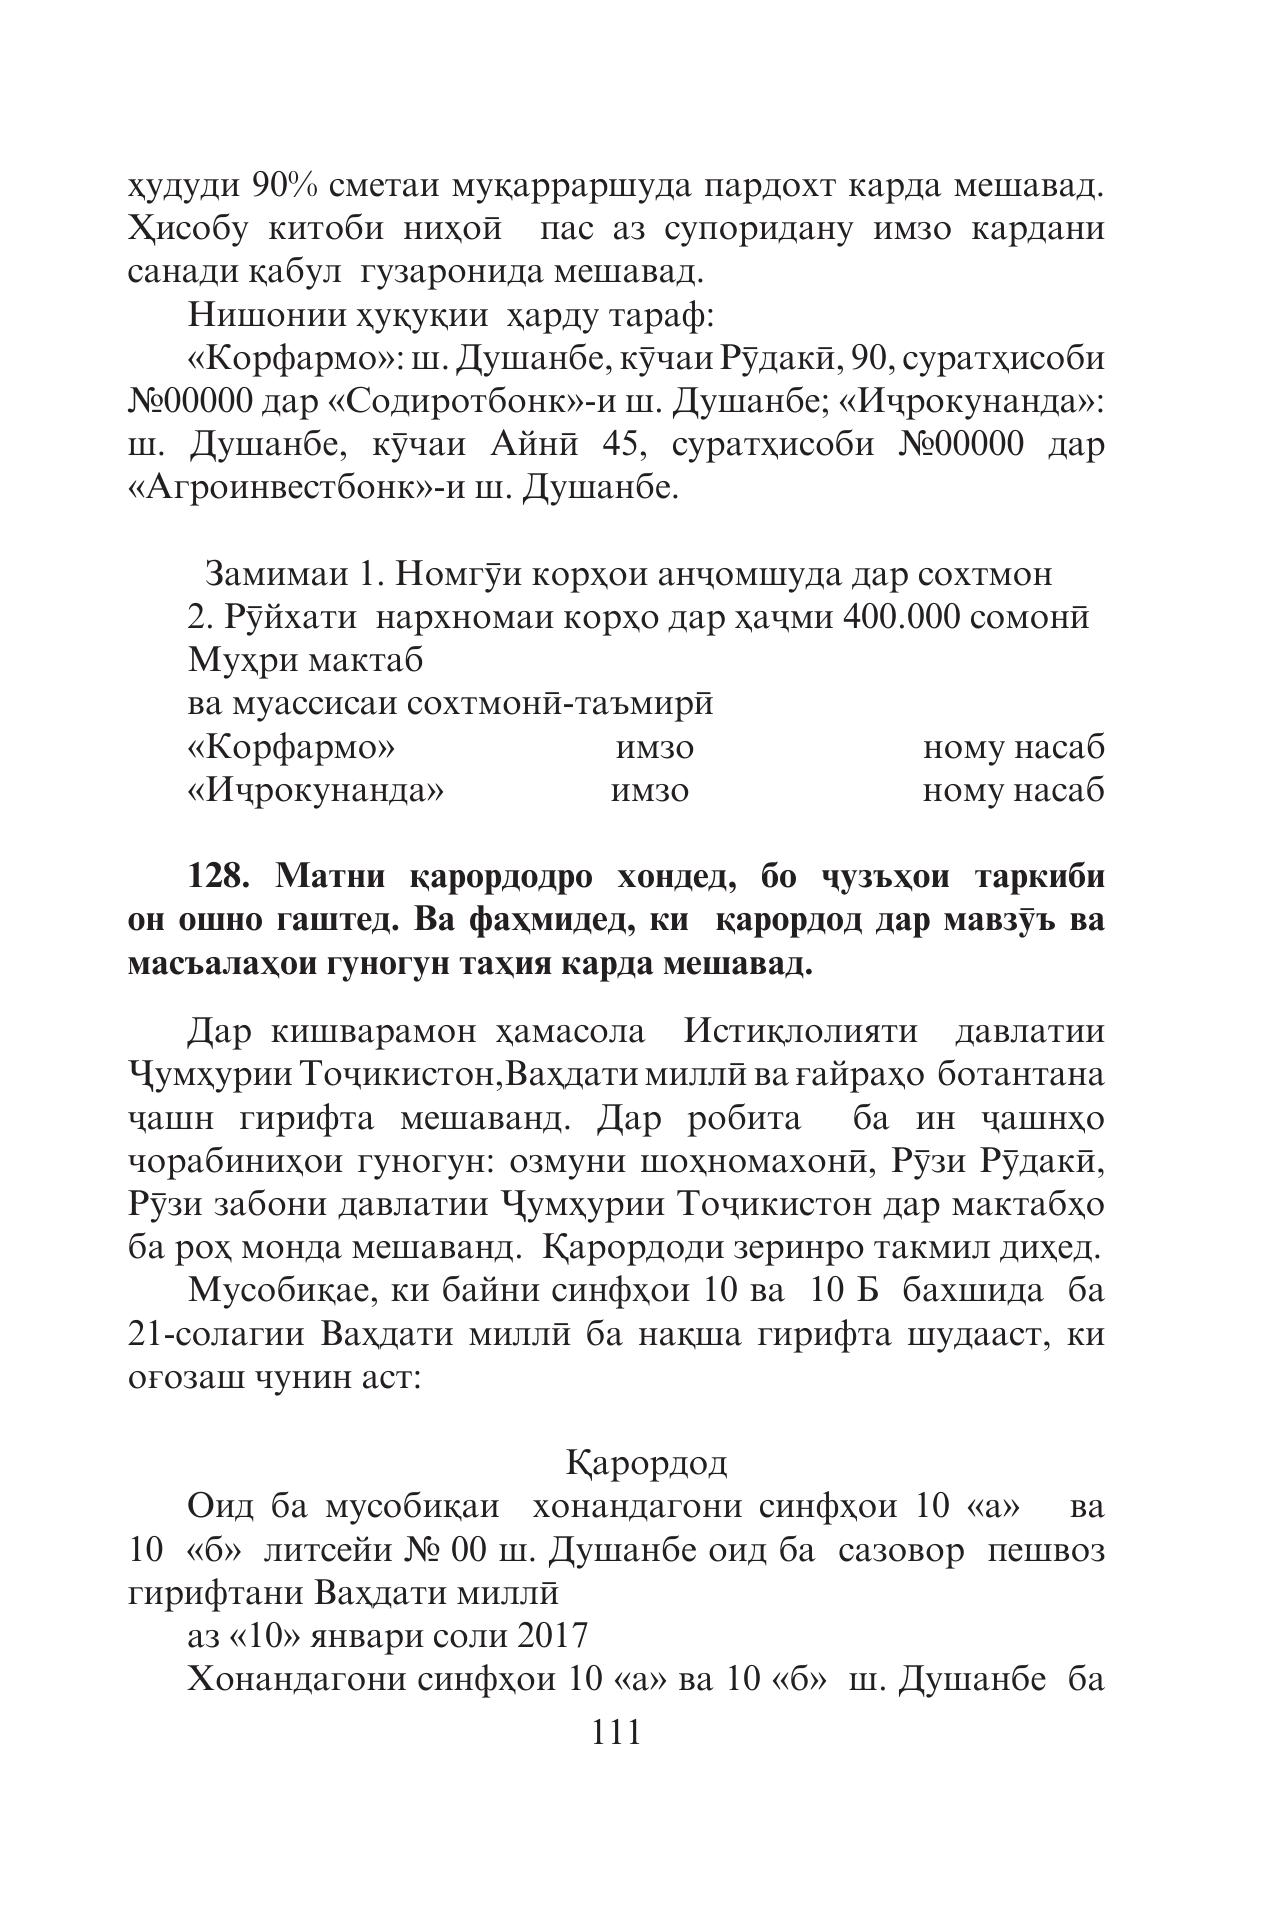 ҳудуди 90% сметаи муқарраршуда пардохт карда мешавад.
Ҳисобу китоби ниҳоӣ пас аз супоридану имзо кардани
санади қабул гузаронида мешавад.
Нишонии ҳуқуқии ҳарду тараф:
«Корфармо»: ш. Душанбе, кӯчаи Рӯдакӣ, 90, суратҳисоби
№00000 дар «Содиротбонк»-и ш. Душанбе; «Иҷрокунанда»:
ш. Душанбе, кӯчаи Айнӣ 45, суратҳисоби №00000 дар
«Агроинвестбонк»-и ш. Душанбе.
Замимаи 1. Номгӯи корҳои анҷомшуда дар сохтмон
2. Рӯйхати нархномаи корҳо дар ҳаҷми 400.000 сомонӣ
Муҳри мактаб
ва муассисаи сохтмонӣ-таъмирӣ
«Корфармо» имзо ному насаб
«Иҷрокунанда» имзо ному насаб
128. Матни қарордодро хондед, бо ҷузъҳои таркиби
он ошно гаштед. Ва фаҳмидед, ки қарордод дар мавзӯъ ва
масъалаҳои гуногун таҳия карда мешавад.
Дар кишварамон ҳамасола Истиқлолияти давлатии
Ҷумҳурии Тоҷикистон,Ваҳдати миллӣ ва ғайраҳо ботантана
ҷашн гирифта мешаванд. Дар робита ба ин ҷашнҳо
чорабиниҳои гуногун: озмуни шоҳномахонӣ, Рӯзи Рӯдакӣ,
Рӯзи забони давлатии Ҷумҳурии Тоҷикистон дар мактабҳо
ба роҳ монда мешаванд. Қарордоди зеринро такмил диҳед.
Мусобиқае, ки байни синфҳои 10 ва 10 Б бахшида ба
21-солагии Ваҳдати миллӣ ба нақша гирифта шудааст, ки
оғозаш чунин аст:
Қарордод
Оид ба мусобиқаи хонандагони синфҳои 10 «а» ва
10 «б» литсейи № 00 ш. Душанбе оид ба сазовор пешвоз
гирифтани Ваҳдати миллӣ
аз «10» январи соли 2017
Хонандагони синфҳои 10 «а» ва 10 «б» ш. Душанбе ба
111